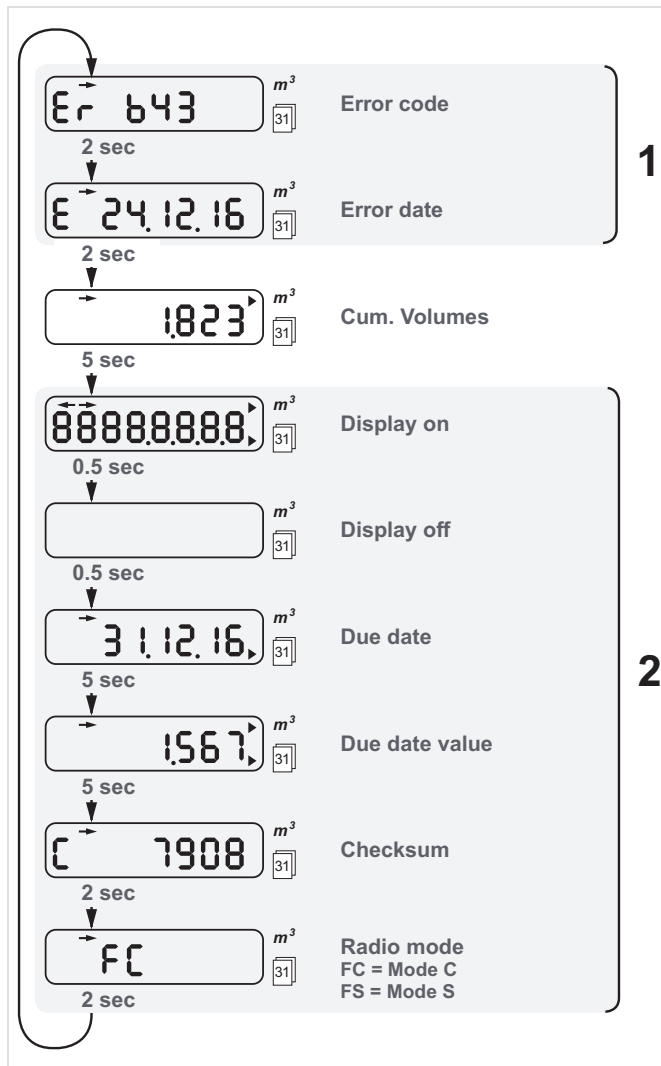 Er b43
m³
31
Error code
2 sec
1
E 24.12.16
m³
31
Error date
2 sec
1.823
m³
31
Cum. Volumes
5 sec
8888.8.8.8.
m³
31
Display on
0.5 sec
m³
31
Display off
0.5 sec
31.12.16
m³
31
Due date
5 sec
2
1.567
m³
31
Due date value
5 sec
C 7908
m³
31
Checksum
2 sec
FC
m³
31
Radio mode
FC = Mode C
FS = Mode S
2 sec